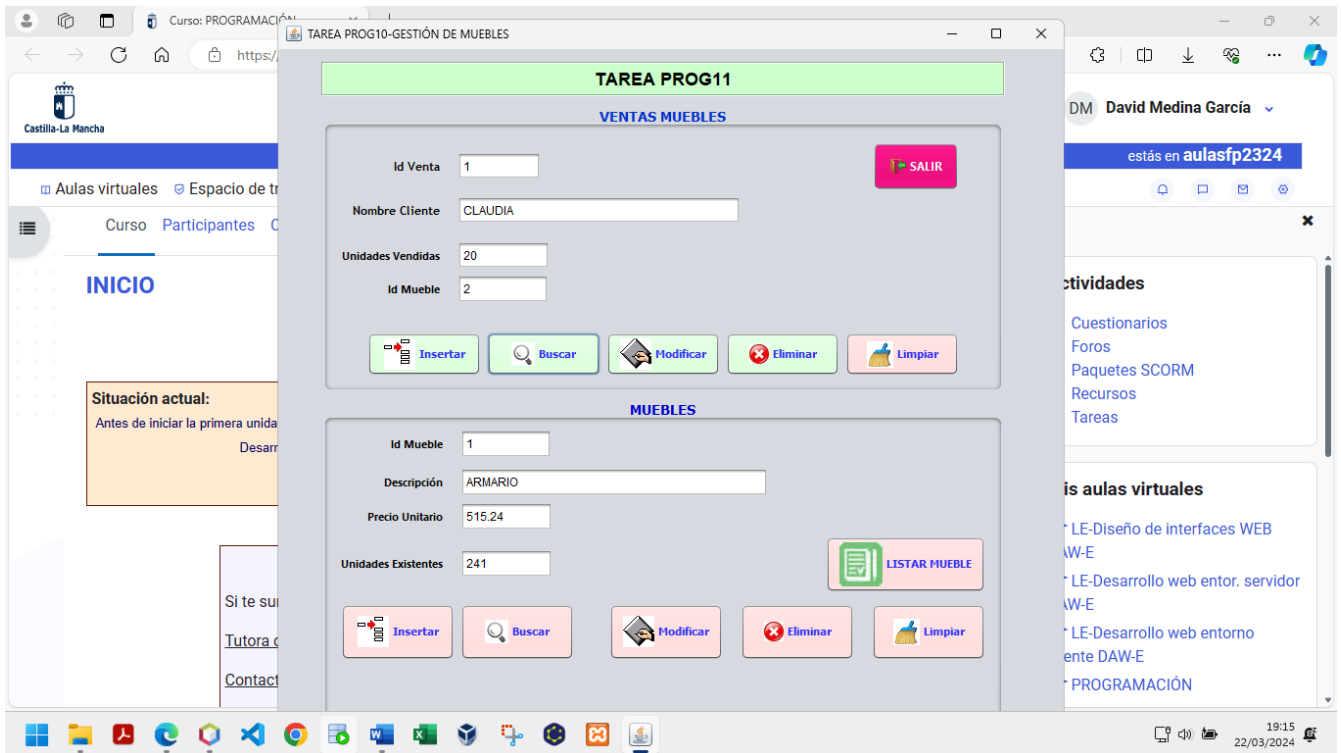 Curso: PROGRAMACIÓN
TAREA PROG10-GESTIÓN DE MUEBLES
https:/
TAREA PROG11
Castilla-La Mancha
DM David Medina García
VENTAS MUEBLES
estás en aulasfp2324
Id Venta 1
SALIR
Aulas virtuales Espacio de
Nombre Cliente CLAUDIA
Curso Participantes
Unidades Vendidas 20
Id Mueble 2
INICIO
Insertar Buscar Modificar Eliminar Limpiar
Situación actual:
Antes de iniciar la primera unida
Desarr
MUEBLES
Id Mueble 1
Descripción ARMARIO
Precio Unitario 515.24
Unidades Existentes 241
LISTAR MUEBLE
Insertar Buscar Modificar Eliminar Limpiar
Si te sur
Tutora
Contact
ctividades
Cuestionarios
Foros
Paquetes SCORM
Recursos
Tareas
is aulas virtuales
LE-Diseño de interfaces WEB
AW-E
LE-Desarrollo web entor. servidor
AW-E
LE-Desarrollo web entorno
ente DAW-E
PROGRAMACIÓN
19:15
22/03/2024